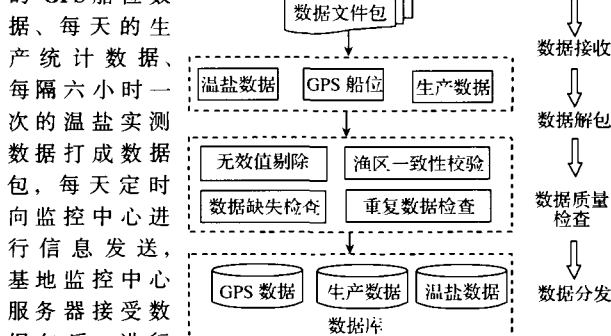 的 GPS 船位数
据、每天的生
产统计数据、
每隔六小时一
次的温盐实测
数据打成数据
包，每天定时
向监控中心进
行信息发送，
基地监控中心
服务器接受数
数据文件包
温盐数据
GPS 船位
生产数据
无效值剔除
渔区一致性校验
数据缺失检查
重复数据检查
GPS 数据
生产数据
温盐数据
数据库
数据接收
数据解包
数据质量
检查
数据分发